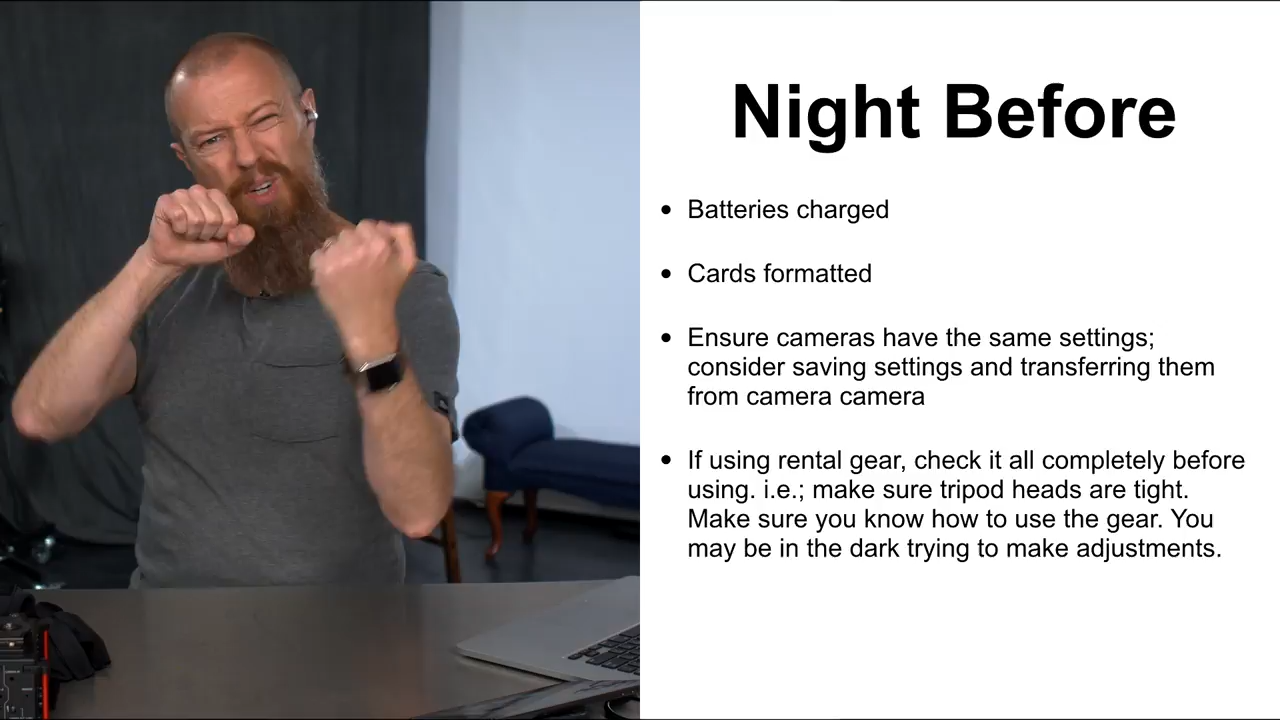 Night Before
Batteries charged
Cards formatted
Ensure cameras have the same settings;
consider saving settings and transferring them
from camera camera
If using rental gear, check it all completely before
using. i.e.; make sure tripod heads are tight.
Make sure you know how to use the gear. You
may be in the dark trying to make adjustments.